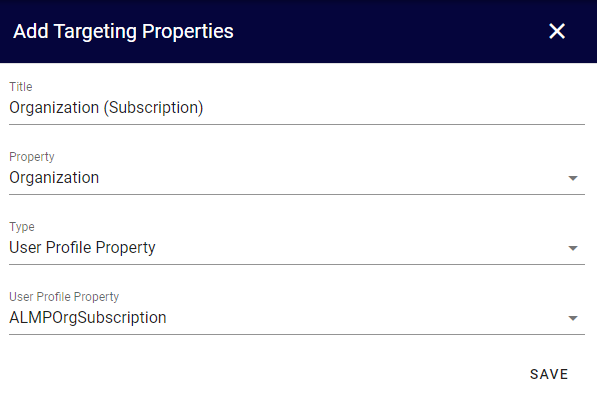 Add Targeting Properties
Title
Organization (Subscription)
Property
Organization
Type
User Profile Property
User Profile Property
ALMPOrgSubscription
SAVE